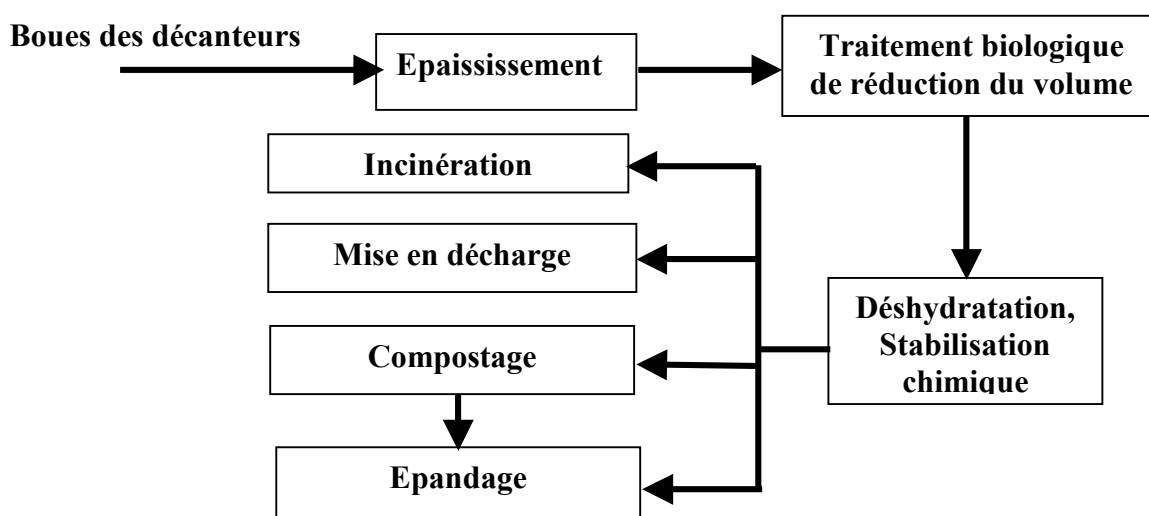 Boues des décanteurs
Epaississement
Traitement biologique
de réduction du volume
Incinération
Mise en décharge
Déshydratation,
Stabilisation
chimique
Compostage
Epandage